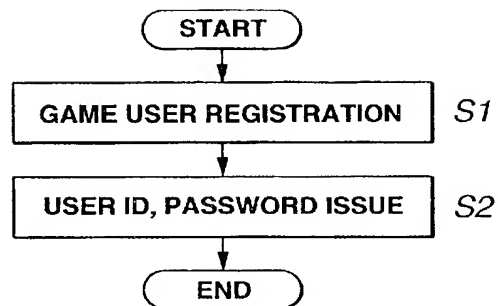 START
GAME USER REGISTRATION S1
USER ID, PASSWORD ISSUE S2
END